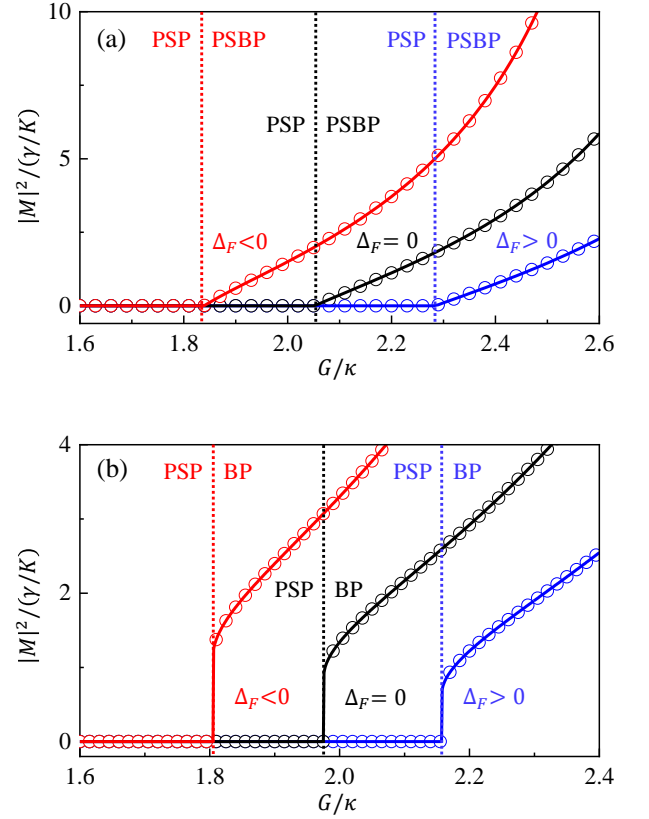 (a)
PSP PSBP
PSP PSBP
PSP PSBP
Δ_F<0
Δ_F=0
Δ_F>0
|M|²/(γ/K)
10
5
0
1.6 1.8 2.0 2.2 2.4 2.6
G/κ
(b)
PSP BP
PSP BP
PSP BP
Δ_F<0
Δ_F=0
Δ_F>0
|M|²/(γ/K)
4
2
0
1.6 1.8 2.0 2.2 2.4
G/κ